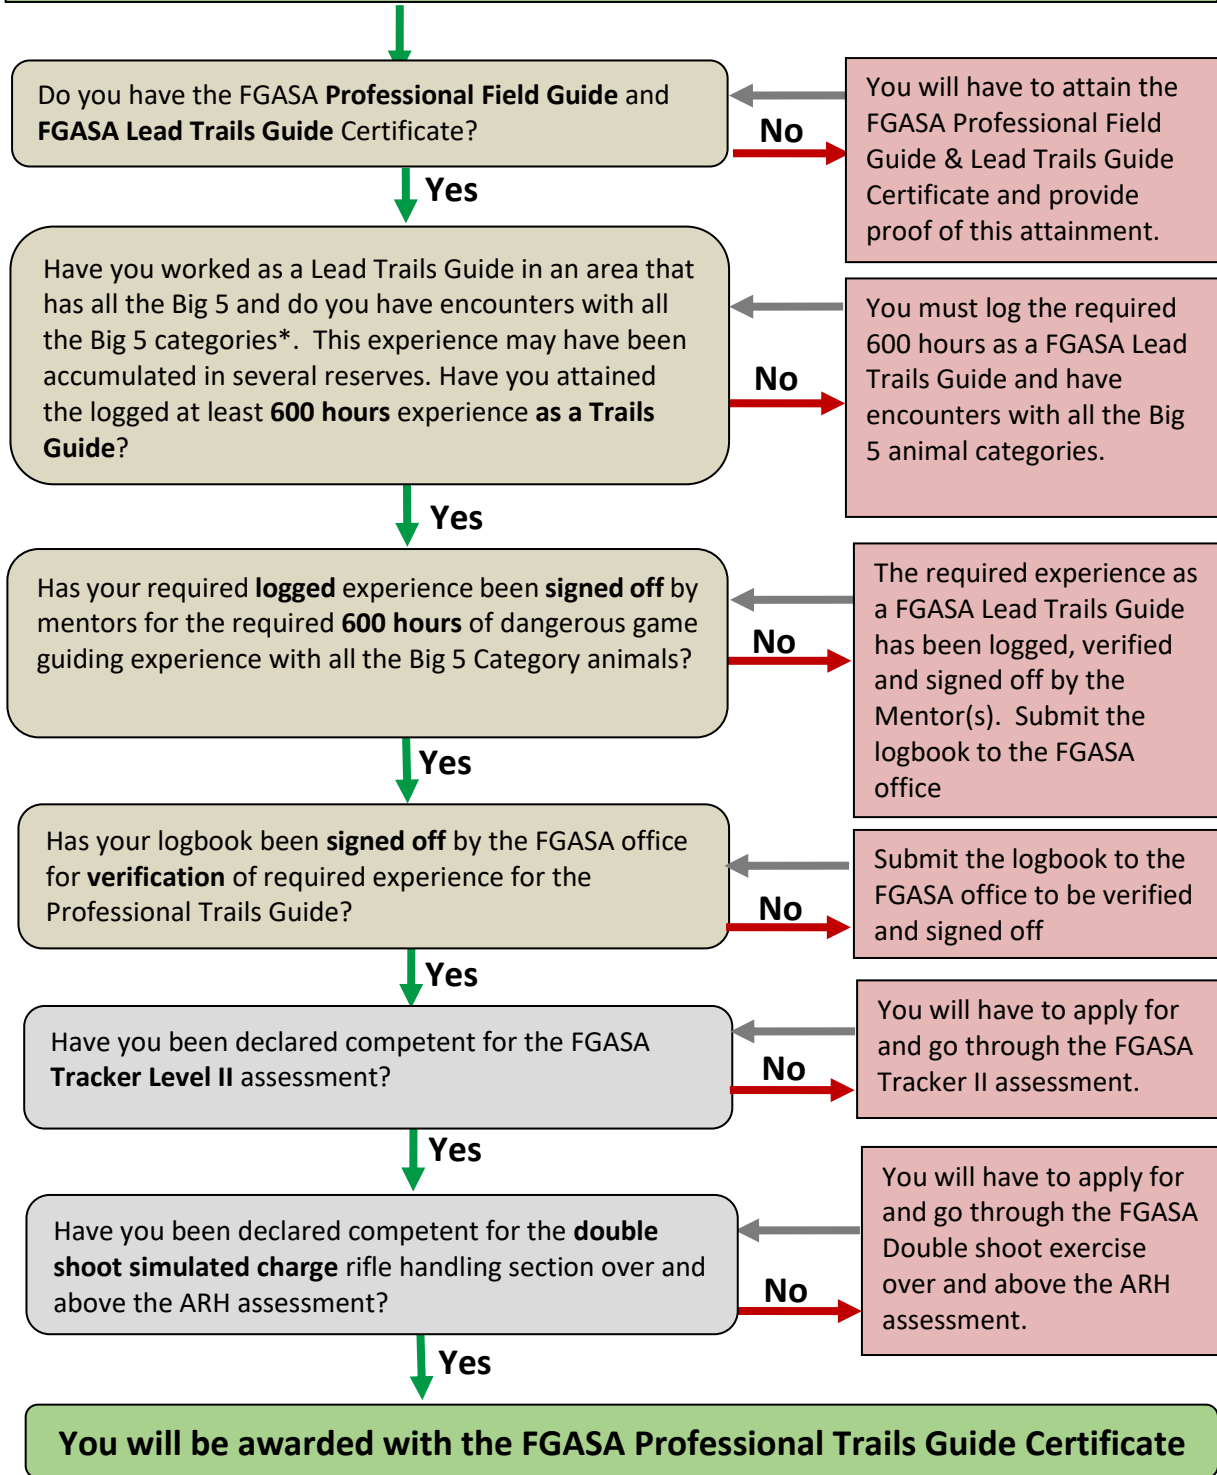 Do you have the FGASA Professional Field Guide and
FGASA Lead Trails Guide Certificate?
No
You will have to attain the
FGASA Professional Field
Guide & Lead Trails Guide
Certificate and provide
proof of this attainment.
Yes
Have you worked as a Lead Trails Guide in an area that
has all the Big 5 and do you have encounters with all
the Big 5 categories*.  This experience may have been
accumulated in several reserves. Have you attained
the logged at least 600 hours experience as a Trails
Guide?
No
You must log the required
600 hours as a FGASA Lead
Trails Guide and have
encounters with all the Big
5 animal categories.
Yes
Has your required logged experience been signed off by
mentors for the required 600 hours of dangerous game
guiding experience with all the Big 5 Category animals?
No
The required experience as
a FGASA Lead Trails Guide
has been logged, verified
and signed off by the
Mentor(s).  Submit the
logbook to the FGASA
office
Yes
Has your logbook been signed off by the FGASA office
for verification of required experience for the
Professional Trails Guide?
No
Submit the logbook to the
FGASA office to be verified
and signed off
Yes
Have you been declared competent for the FGASA
Tracker Level II assessment?
No
You will have to apply for
and go through the FGASA
Tracker II assessment.
Yes
Have you been declared competent for the double
shoot simulated charge rifle handling section over and
above the ARH assessment?
No
You will have to apply for
and go through the FGASA
Double shoot exercise
over and above the ARH
assessment.
Yes
You will be awarded with the FGASA Professional Trails Guide Certificate